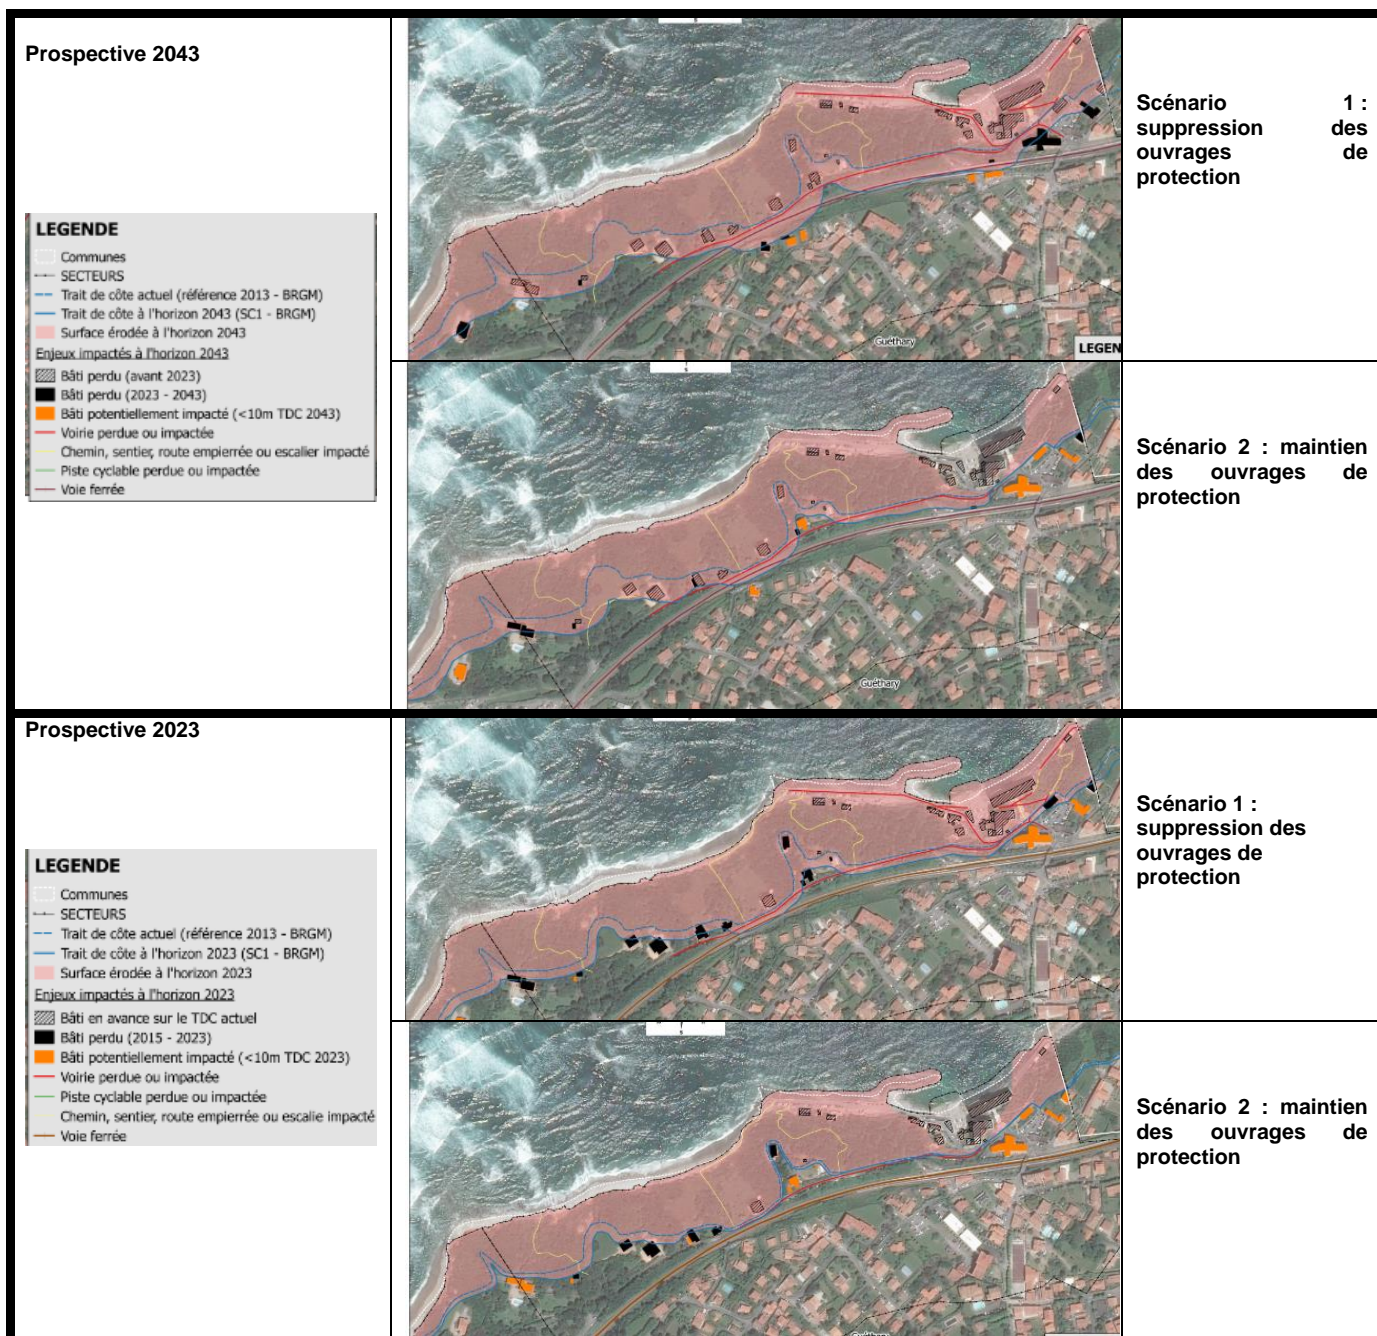 Prospective 2043
LEGENDE
Communes
SECTEURS
Trait de côte actuel (référence 2013 - BRGM)
Trait de côte à l'horizon 2043 (SC1 - BRGM)
Surface érodée à l'horizon 2043
Enjeux impactés à l'horizon 2043
Bâti perdu (avant 2023)
Bâti perdu (2023 - 2043)
Bâti potentiellement impacté (<10m TDC 2043)
Voirie perdue ou impactée
Chemin, sentier, route empierrée ou escalier impacté
Piste cyclable perdue ou impactée
Voie ferrée
Guéthary
LEGEN
Scénario 1 :
suppression des
ouvrages de
protection
Guéthary
Scénario 2 : maintien
des ouvrages de
protection
Prospective 2023
LEGENDE
Communes
SECTEURS
Trait de côte actuel (référence 2013 - BRGM)
Trait de côte à l'horizon 2023 (SC1 - BRGM)
Surface érodée à l'horizon 2023
Enjeux impactés à l'horizon 2023
Bâti en avance sur le TDC actuel
Bâti perdu (2015 - 2023)
Bâti potentiellement impacté (<10m TDC 2023)
Voirie perdue ou impactée
Piste cyclable perdue ou impactée
Chemin, sentier, route empierrée ou escalie impacté
Voie ferrée
Scénario 1 :
suppression des
ouvrages de
protection
Guéthary
Scénario 2 : maintien
des ouvrages de
protection